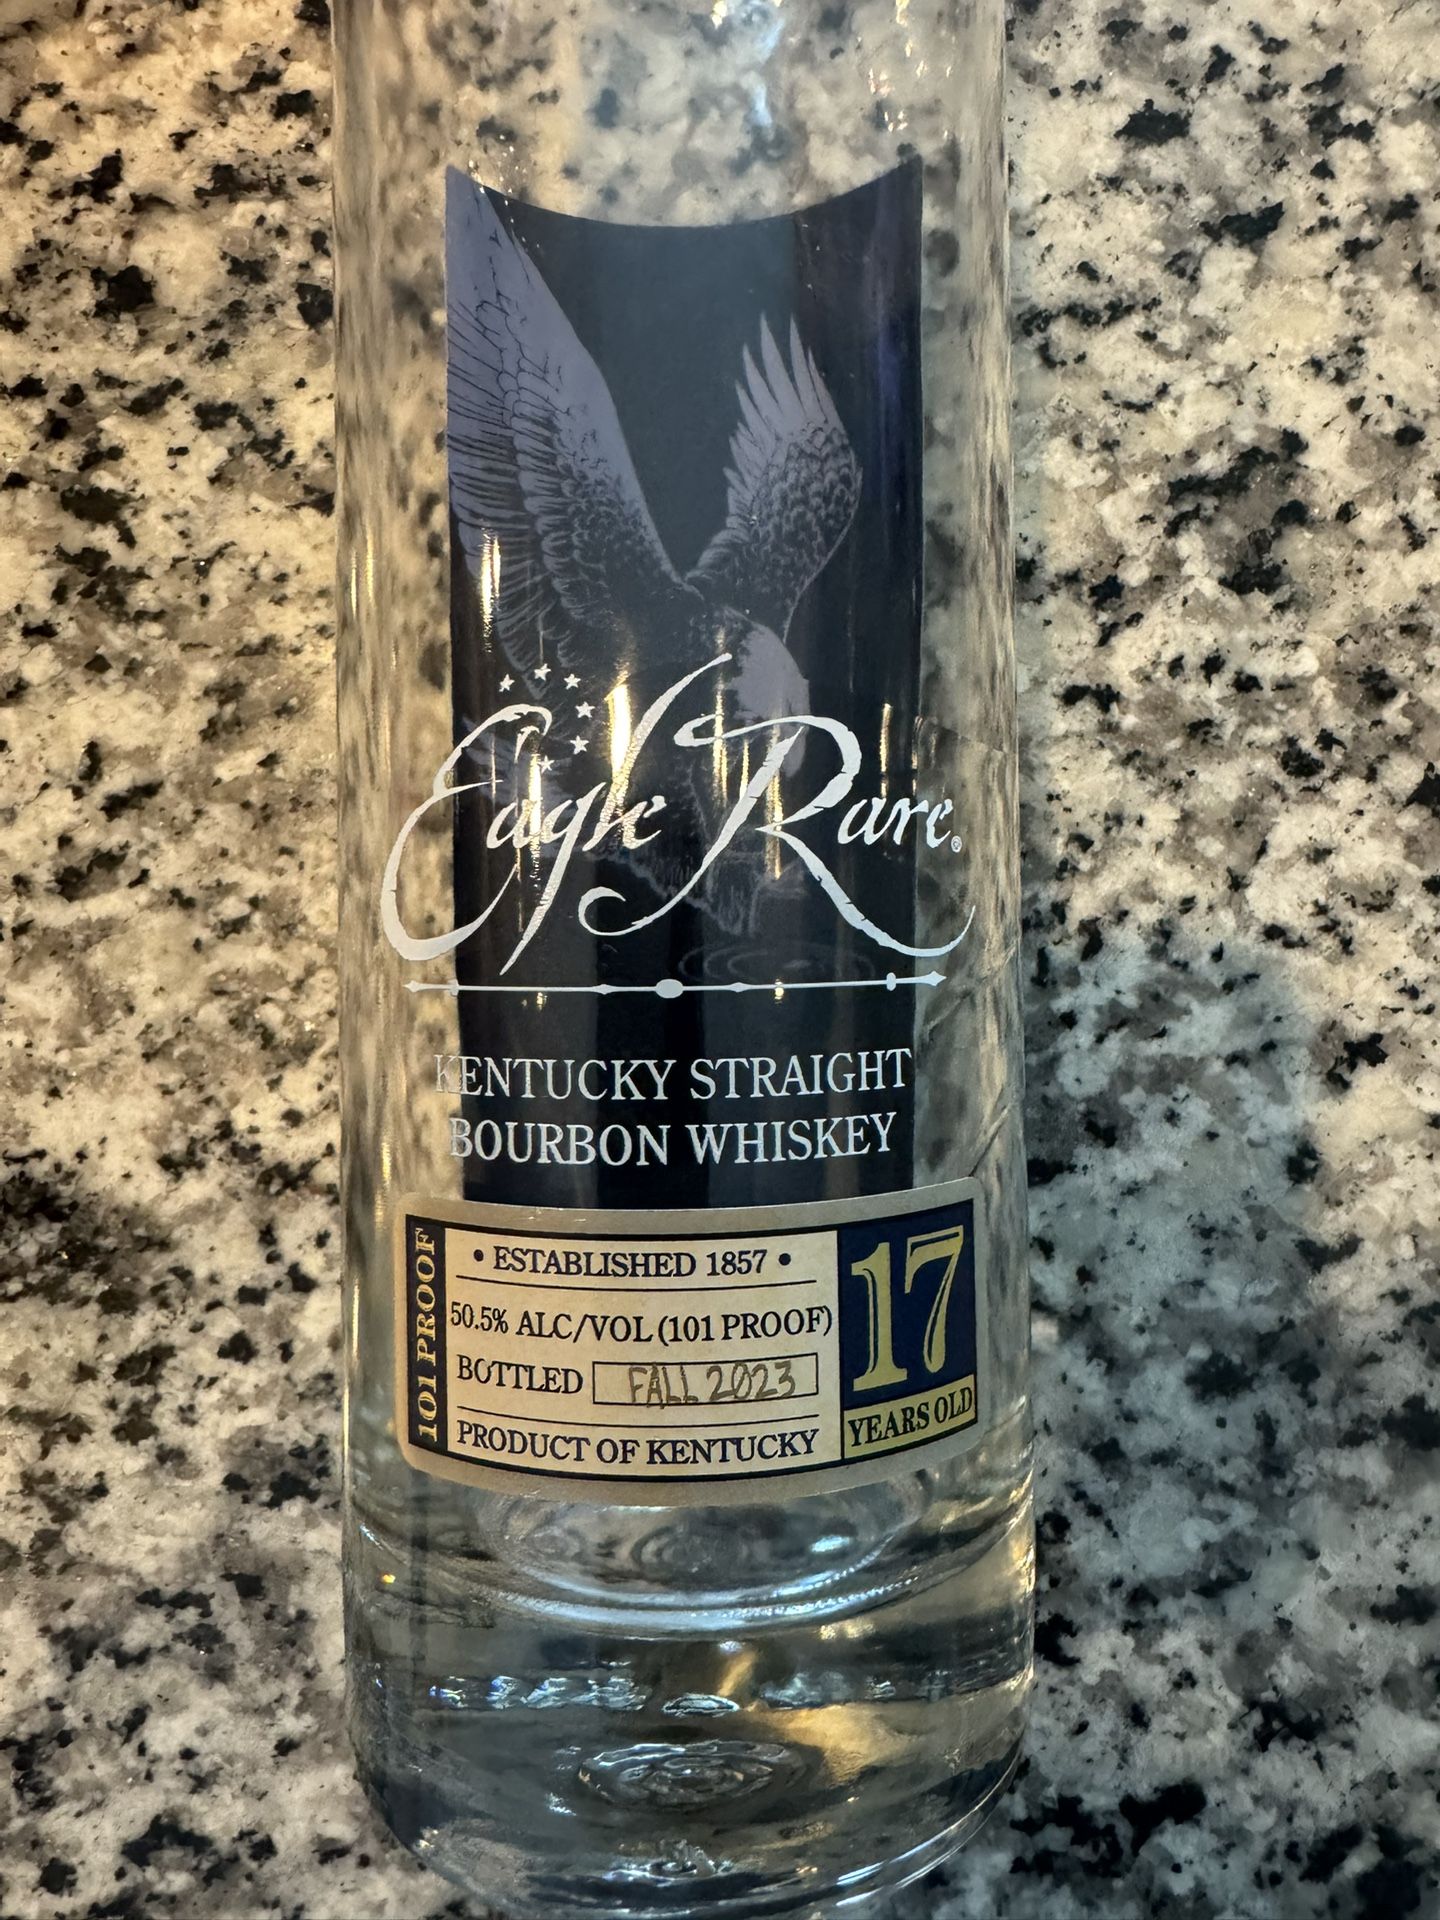 Eagle Rare®
KENTUCKY STRAIGHT
BOURBON WHISKEY
101 PROOF
• ESTABLISHED 1857 •
50.5% ALC/VOL (101 PROOF)
BOTTLED FALL 2023
PRODUCT OF KENTUCKY
17
YEARS OLD